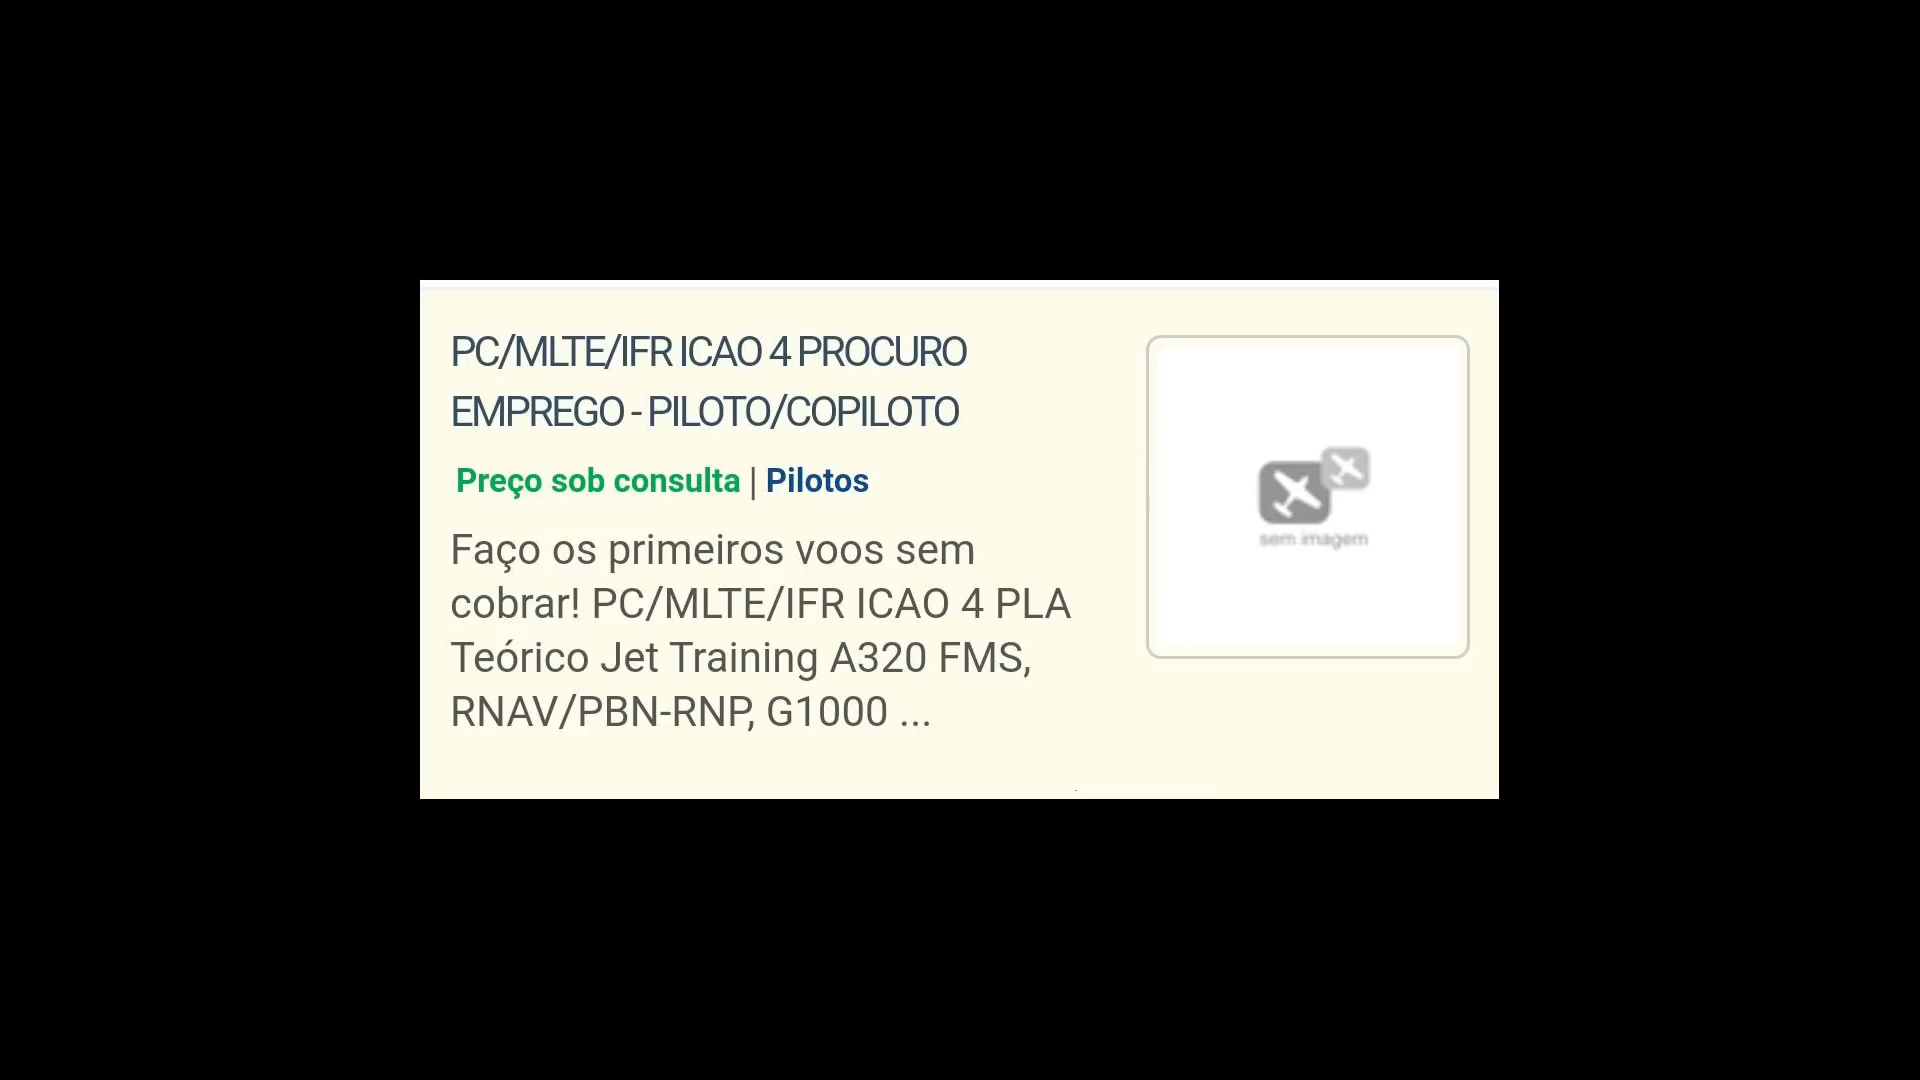 PC/MLTE/IFR ICAO 4 PROCURO
EMPREGO - PILOTO/COPILOTO
Preço sob consulta | Pilotos
Faço os primeiros voos sem
cobrar! PC/MLTE/IFR ICAO 4 PLA
Teórico Jet Training A320 FMS,
RNAV/PBN-RNP, G1000 ...
sem imagem